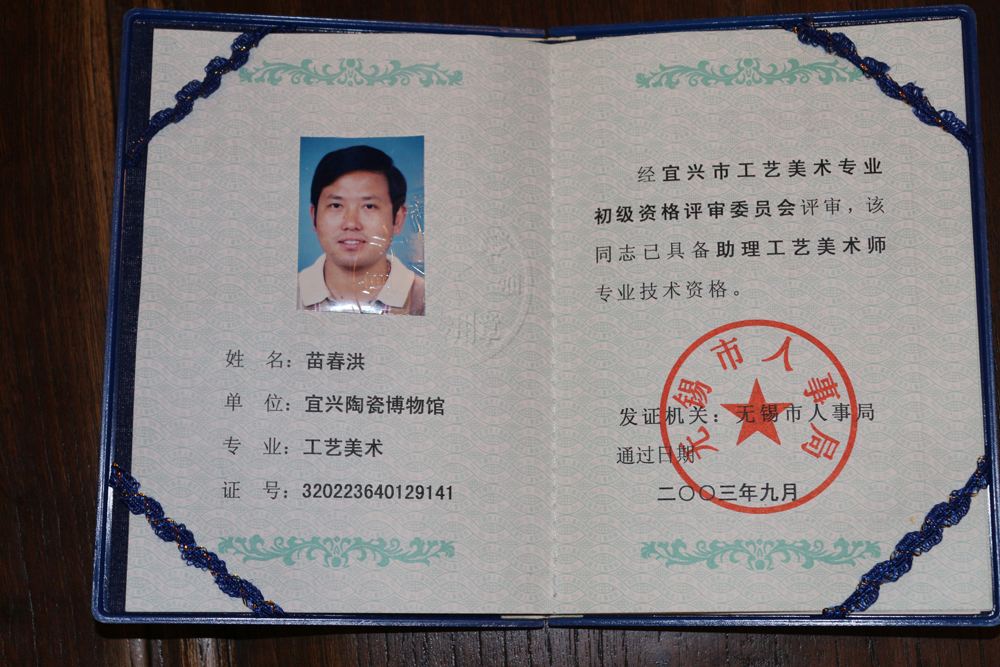 姓 名：苗春洪
单 位：宜兴陶瓷博物馆
专 业：工艺美术
证 号：320223640129141
经宜兴市工艺美术专业
初级资格评审委员会评审，该
同志已具备助理工艺美术师
专业技术资格。
无锡市人事局
发证机关：无锡市人事局
通过日期
二〇〇三年九月